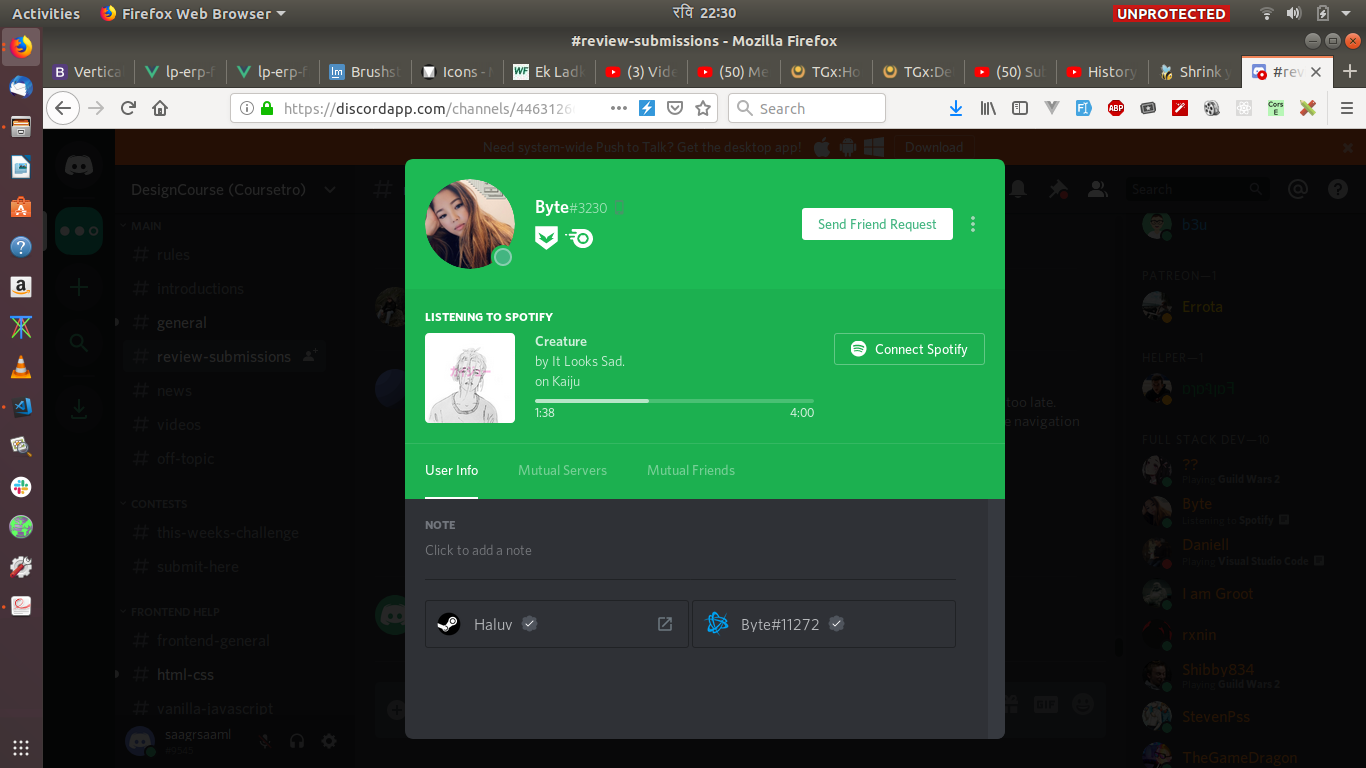 Activities
Firefox Web Browser
रवि 22:30
UNPROTECTED
#review-submissions - Mozilla Firefox
Vertica
lp-erp-f
lp-erp-f
Brushst
Icons - N
Ek Ladk
(3) Vide
(50) Me
TGx:Ho
TGx:De
(50) Sub
History
Shrink y
#rev
https://discordapp.com/channels/446312
Search
Need system-wide Push to Talk? Get the desktop app!
Download
DesignCourse (Coursetro)
Search
MAIN
rules
introductions
general
review-submissions
news
videos
off-topic
CONTESTS
this-weeks-challenge
submit-here
FRONTEND HELP
frontend-general
html-css
vanilla-javascript
saagrsaaml
Byte#3230
Send Friend Request
LISTENING TO SPOTIFY
Creature
by It Looks Sad.
on Kaiju
1:38
4:00
Connect Spotify
User Info
Mutual Servers
Mutual Friends
NOTE
Click to add a note
Haluv
Byte#11272
too late.
e navigation
GIF
b3u
PATREON—1
Errota
HELPER—1
FULL STACK DEV—10
??
Playing Guild Wars 2
Byte
Listening to Spotify
Daniell
Playing Visual Studio Code
I am Groot
rxnin
Shibby834
Playing Guild Wars 2
StevenPss
TheGameDragon